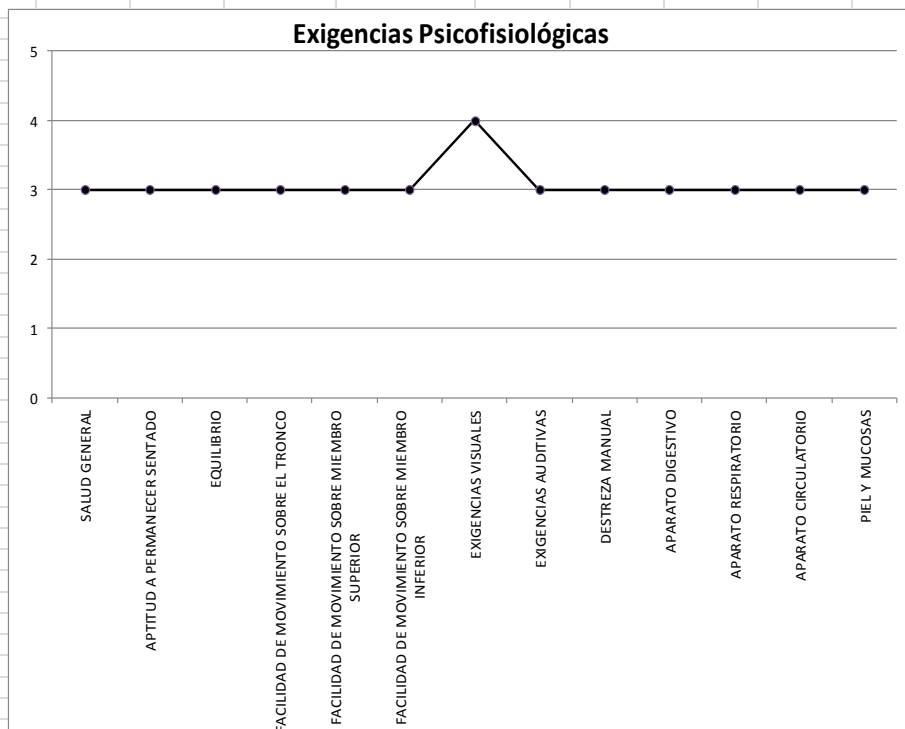 Exigencias Psicofisiológicas
5
4
3
2
1
0
SALUD GENERAL
APTITUD A PERMANECER SENTADO
EQUILIBRIO
FACILIDAD DE MOVIMIENTO SOBRE EL TRONCO
FACILIDAD DE MOVIMIENTO SOBRE MIEMBRO
SUPERIOR
FACILIDAD DE MOVIMIENTO SOBRE MIEMBRO
INFERIOR
EXIGENCIAS VISUALES
EXIGENCIAS AUDITIVAS
DESTREZA MANUAL
APARATO DIGESTIVO
APARATO RESPIRATORIO
APARATO CIRCULATORIO
PIEL Y MUCOSAS